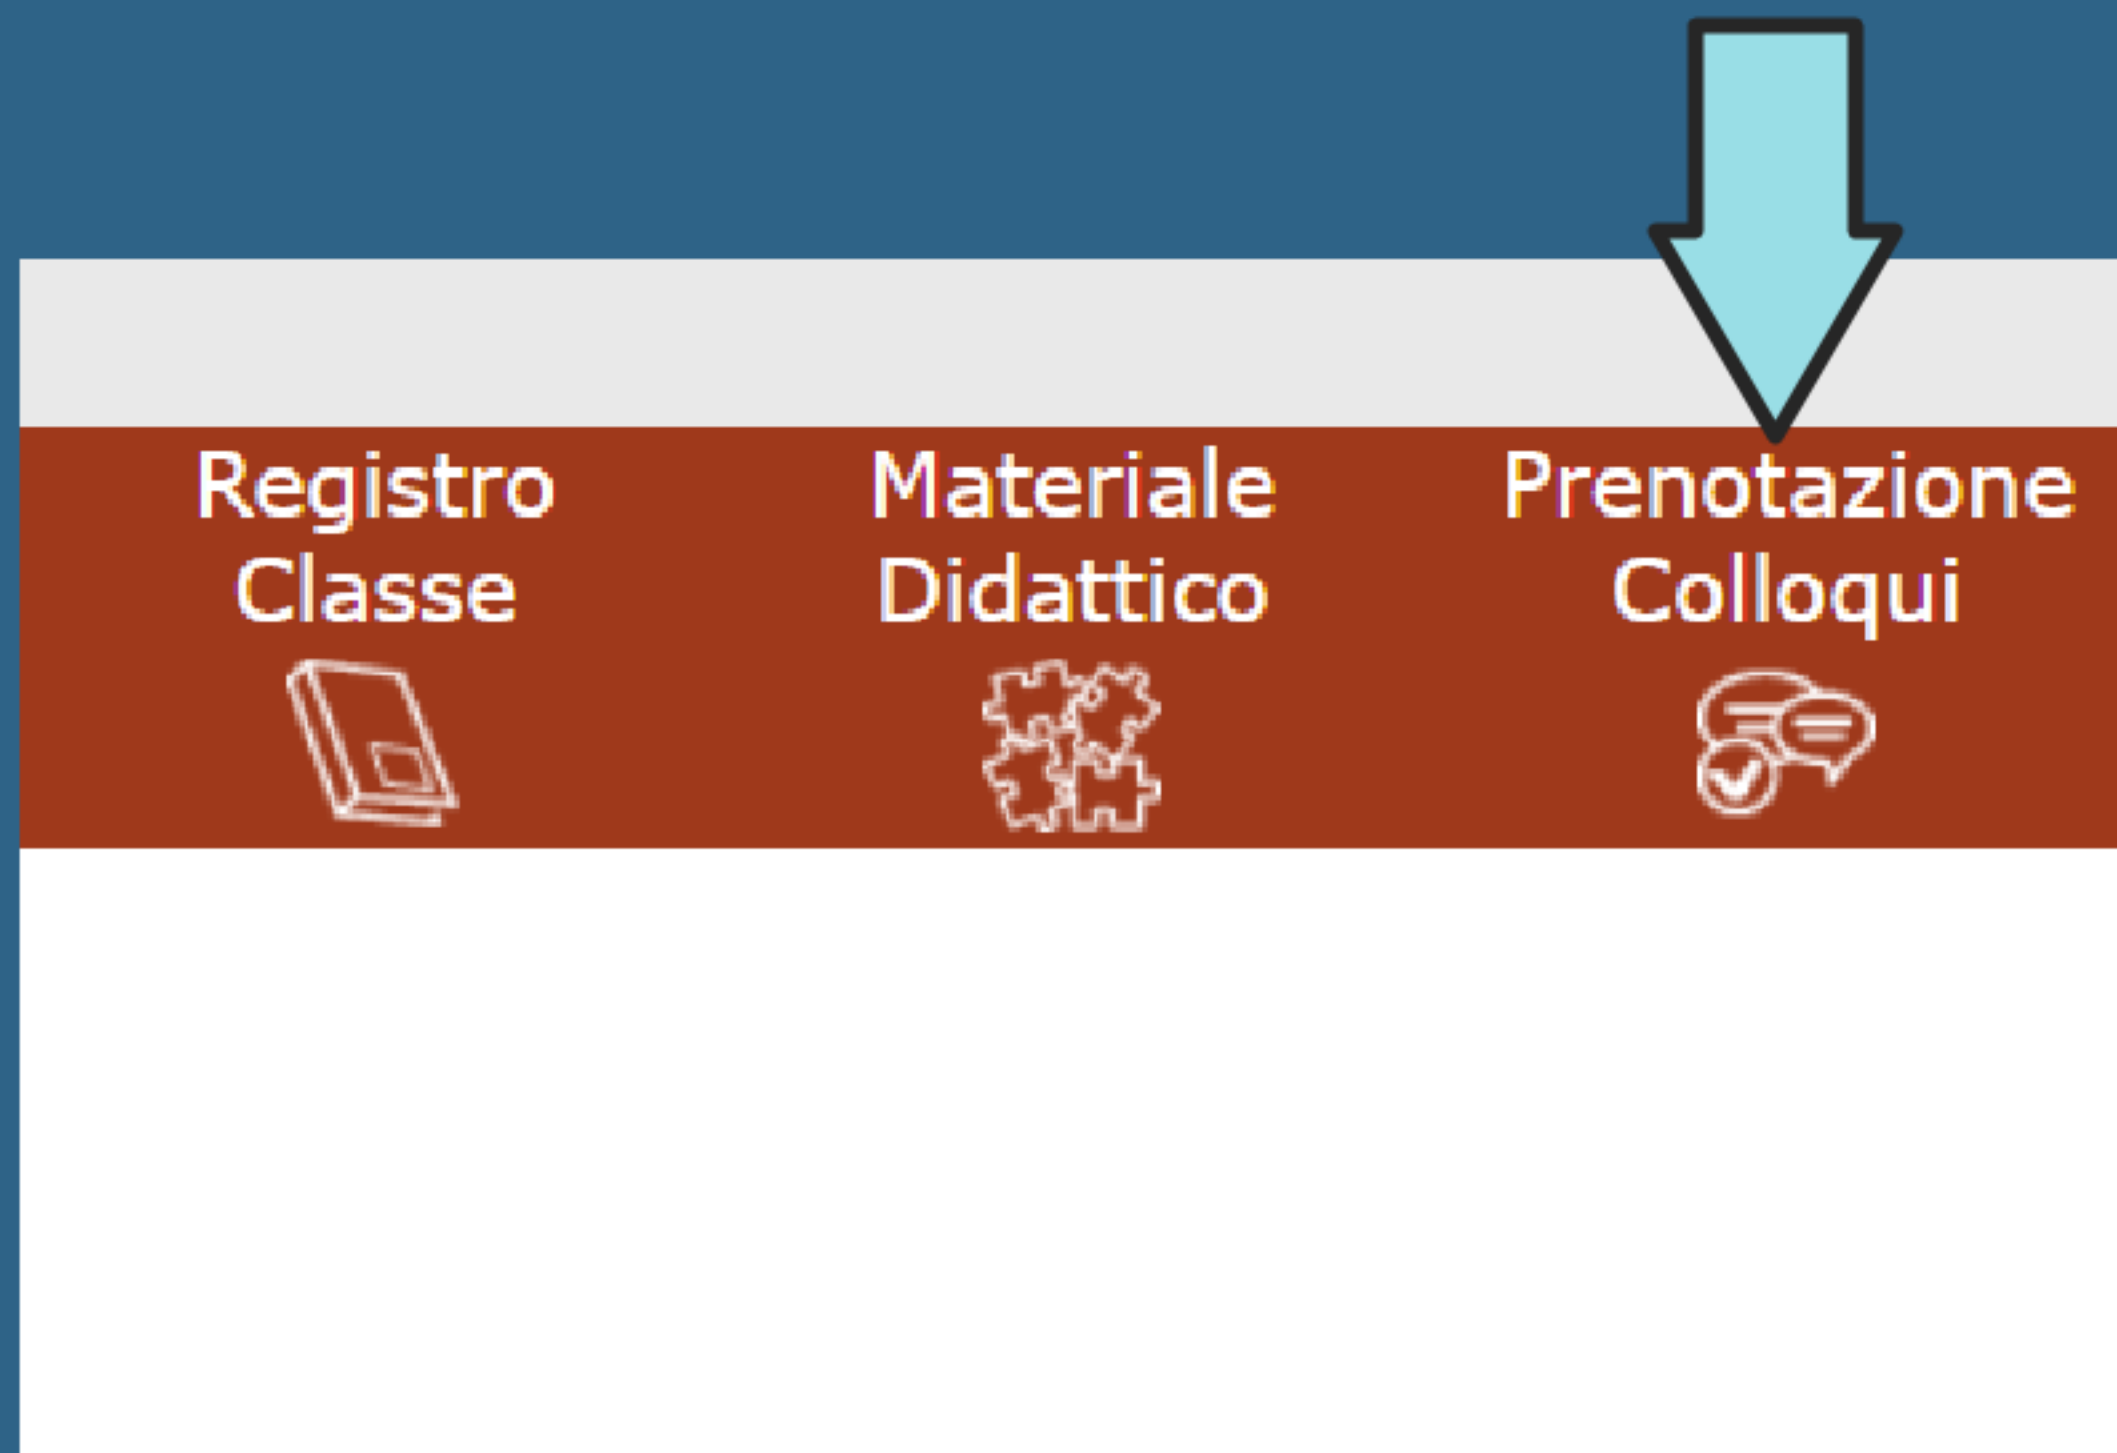 Registro
Classe
Materiale
Didattico
Prenotazione
Colloqui